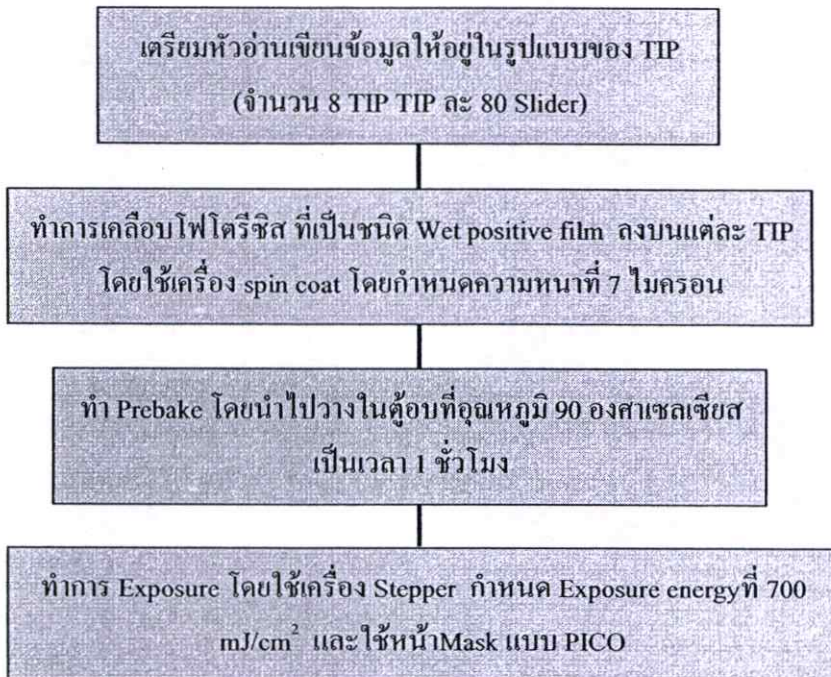 เตรียมหัวอ่านเขียนข้อมูลให้อยู่ในรูปแบบของ TIP
(จำนวน 8 TIP TIP ละ 80 Slider)
ทำการเคลือบโฟโตรีซิส ที่เป็นชนิด Wet positive film ลงบนแต่ละ TIP
โดยใช้เครื่อง spin coat โดยกำหนดความหนาที่ 7 ไมครอน
ทำ Prebake โดยนำไปวางในตู้อบที่อุณหภูมิ 90 องศาเซลเซียส
เป็นเวลา 1 ชั่วโมง
ทำการ Exposure โดยใช้เครื่อง Stepper กำหนด Exposure energyที่ 700
mJ/cm² และใช้หน้าMask แบบ PICO